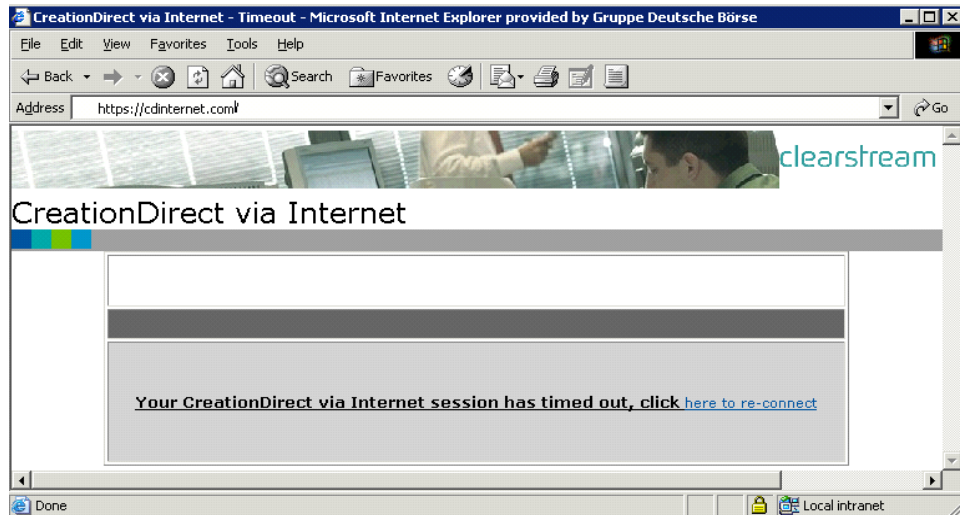 CreationDirect via Internet - Timeout - Microsoft Internet Explorer provided by Gruppe Deutsche Börse
File Edit View Favorites Tools Help
Back Search Favorites
Address https://cdinternet.com/ Go
clearstream
CreationDirect via Internet
Your CreationDirect via Internet session has timed out, click here to re-connect
Done Local intranet